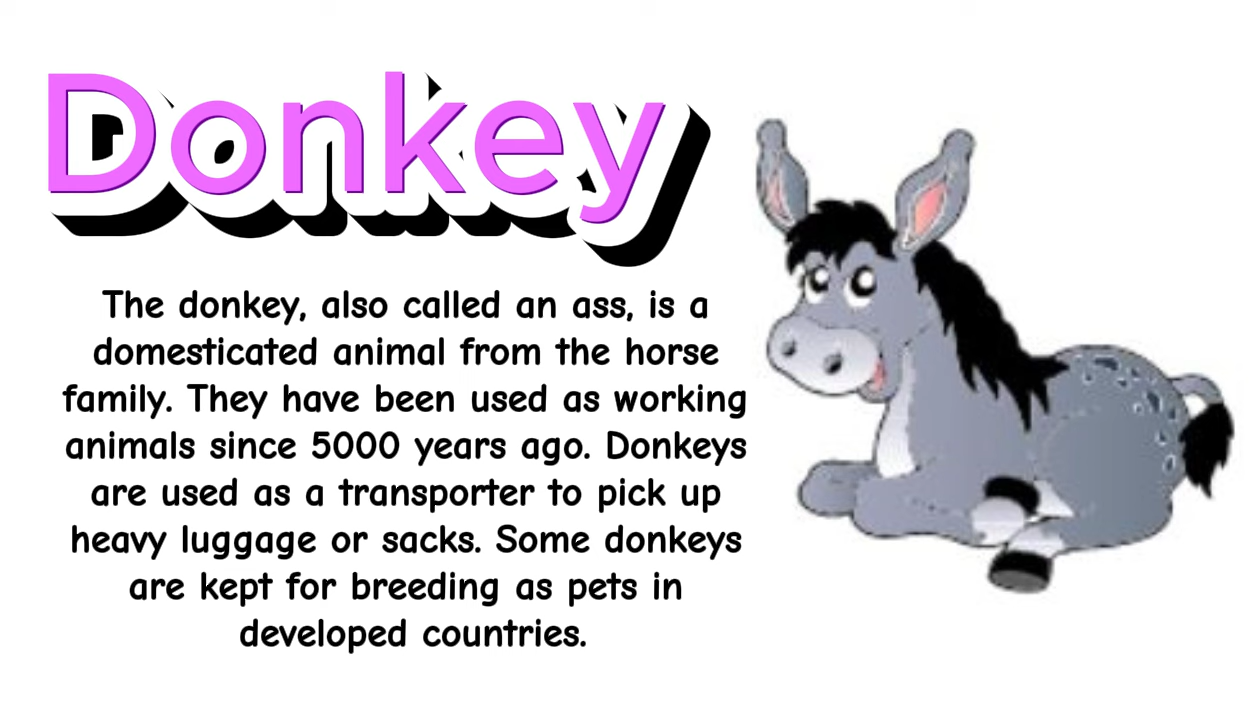 Donkey
The donkey, also called an ass, is a
domesticated animal from the horse
family. They have been used as working
animals since 5000 years ago. Donkeys
are used as a transporter to pick up
heavy luggage or sacks. Some donkeys
are kept for breeding as pets in
developed countries.